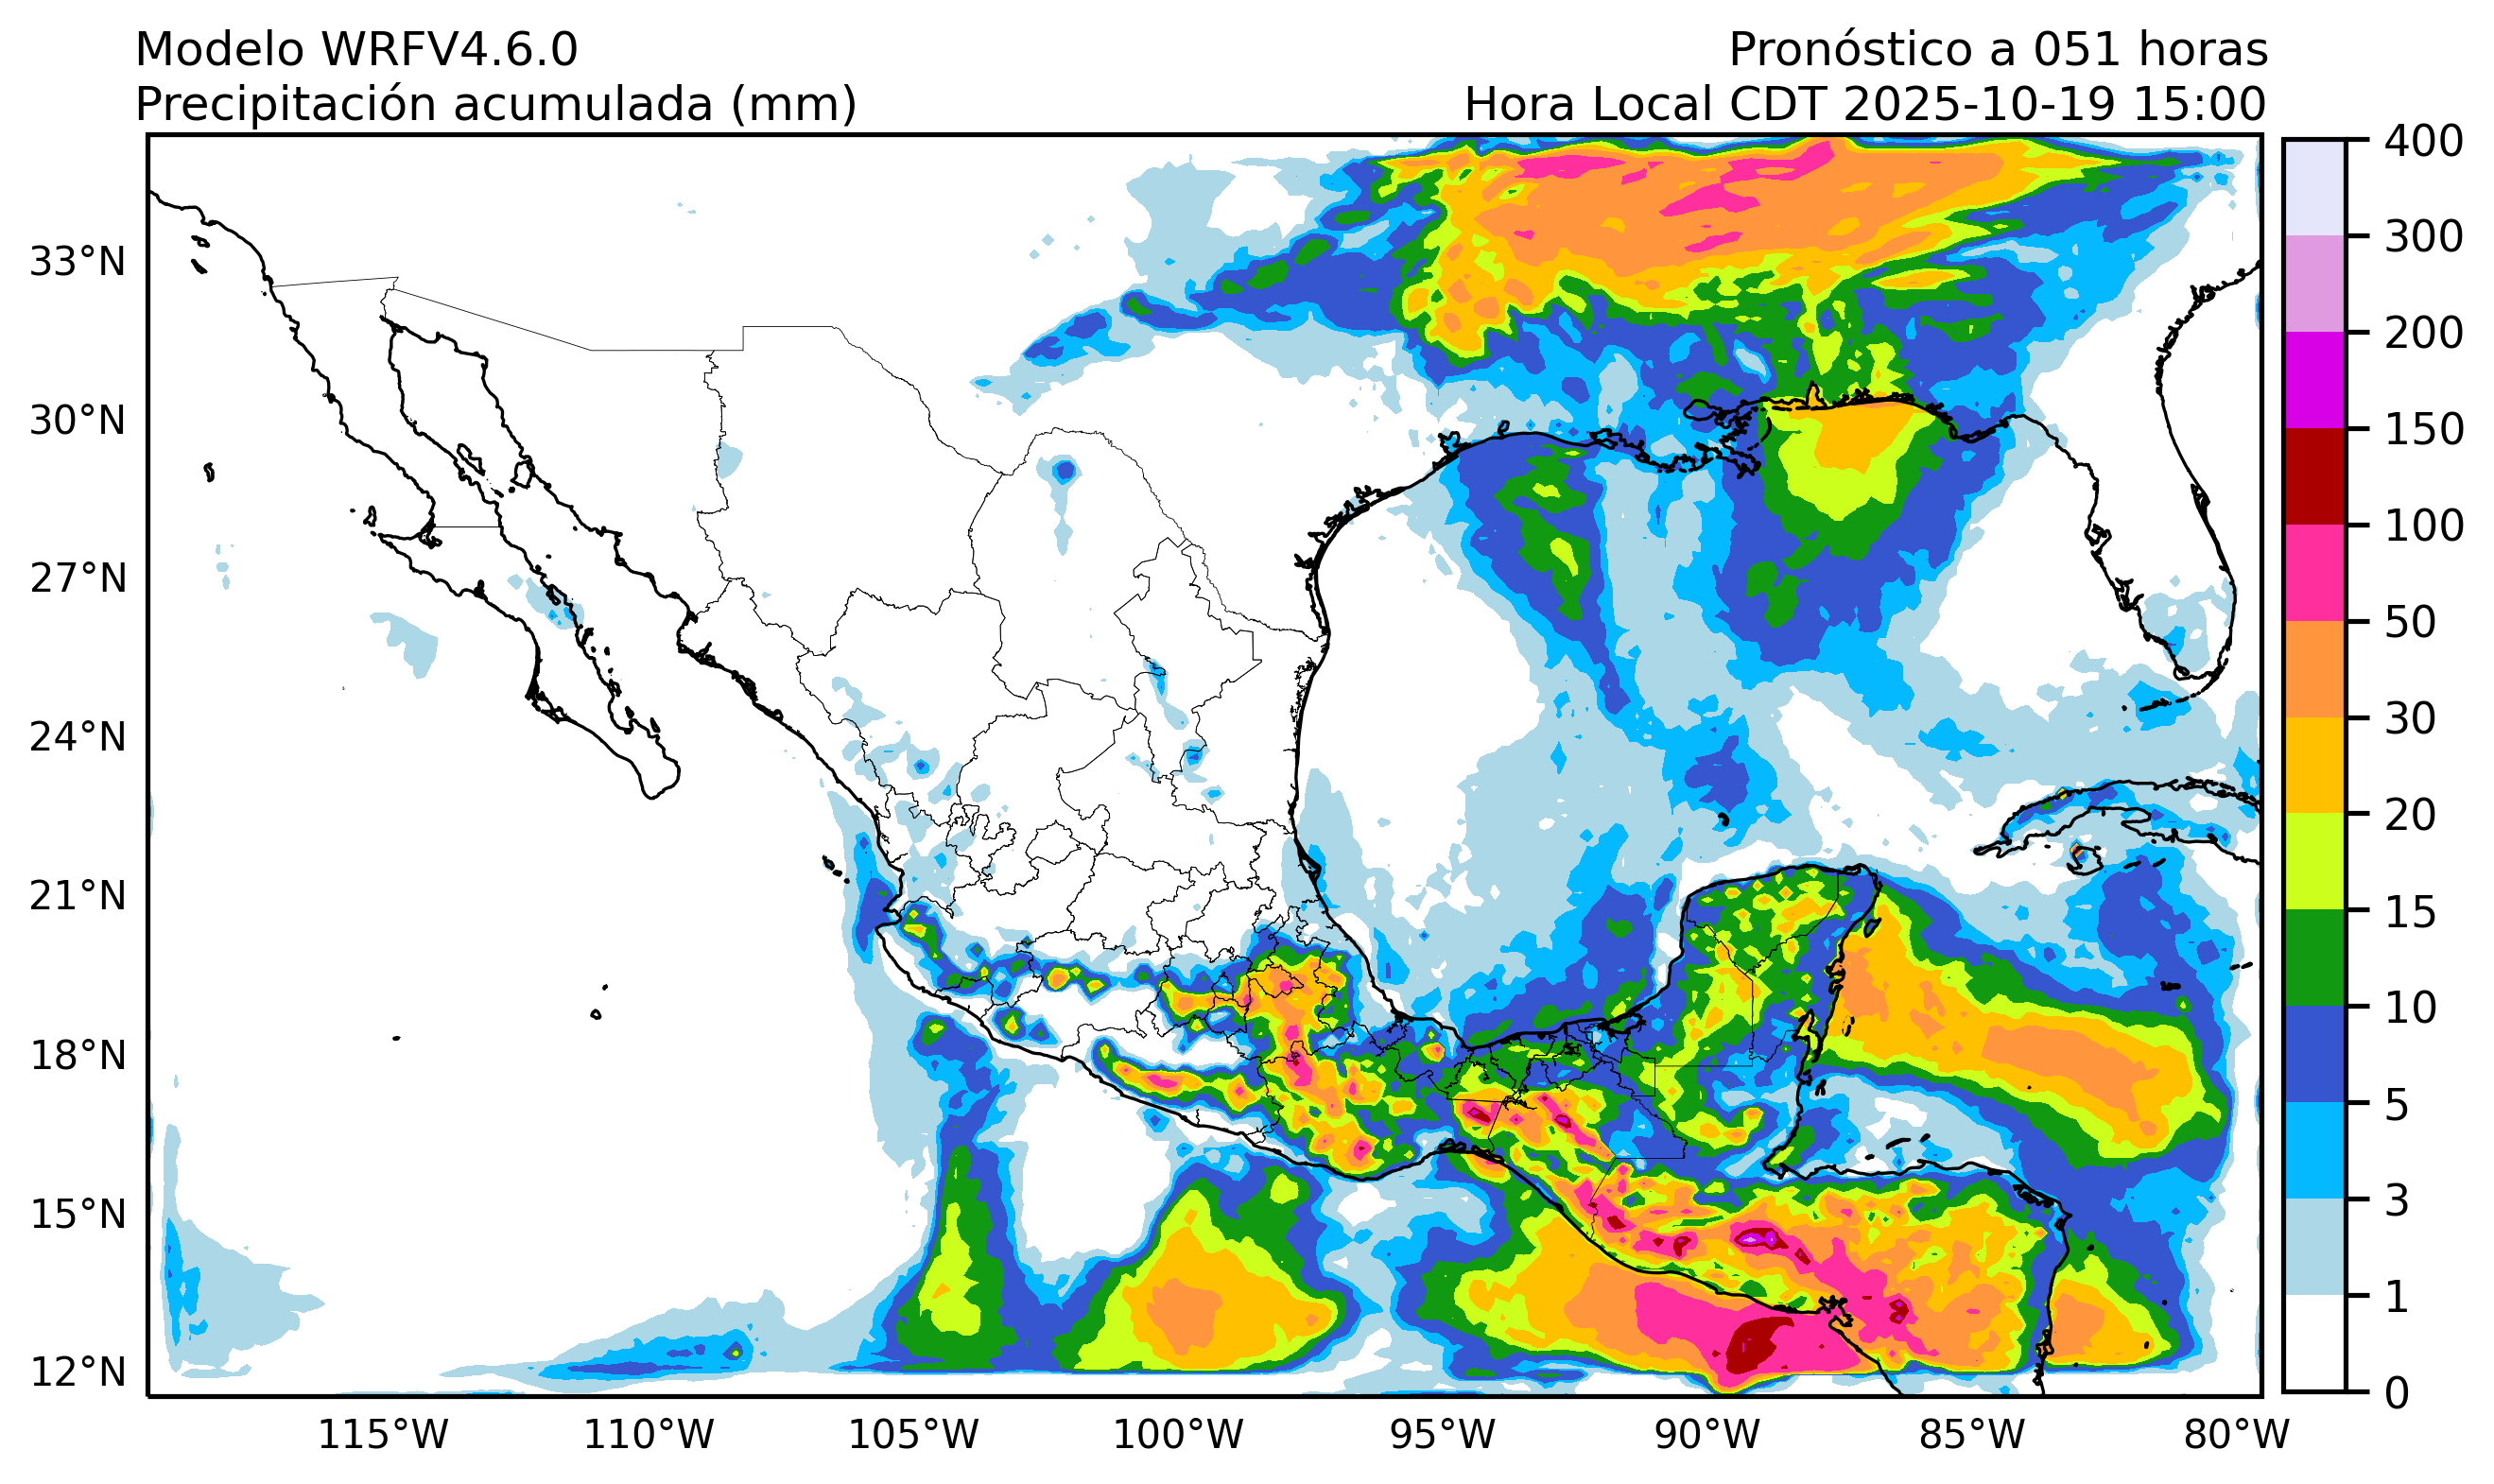 Modelo WRFV4.6.0
Pronóstico a 051 horas
Precipitación acumulada (mm)
Hora Local CDT 2025-10-19 15:00
33°N
30°N
27°N
24°N
21°N
18°N
15°N
12°N
115°W
110°W
105°W
100°W
95°W
90°W
85°W
80°W
400
300
200
150
100
50
30
20
15
10
5
3
1
0